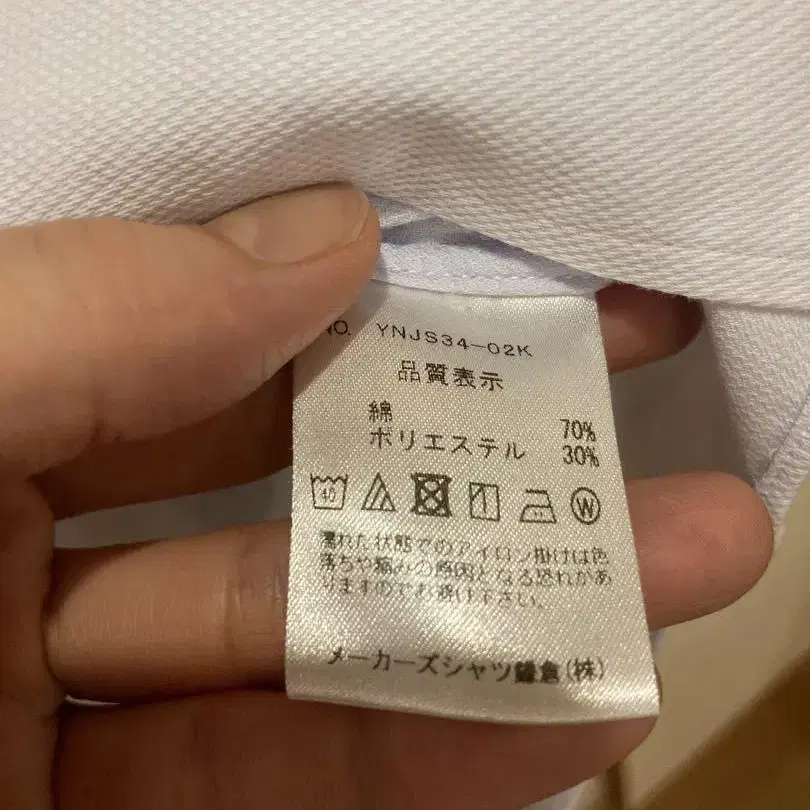 NO. YNJS34-02K
品質表示
綿 70%
ポリエステル 30%
40 W
濡れた状態でのアイロン掛けは色
落ちや痛みの原因となる恐れがあ
りますのでお避け下さい。
メーカーズシャツ鎌倉(株)